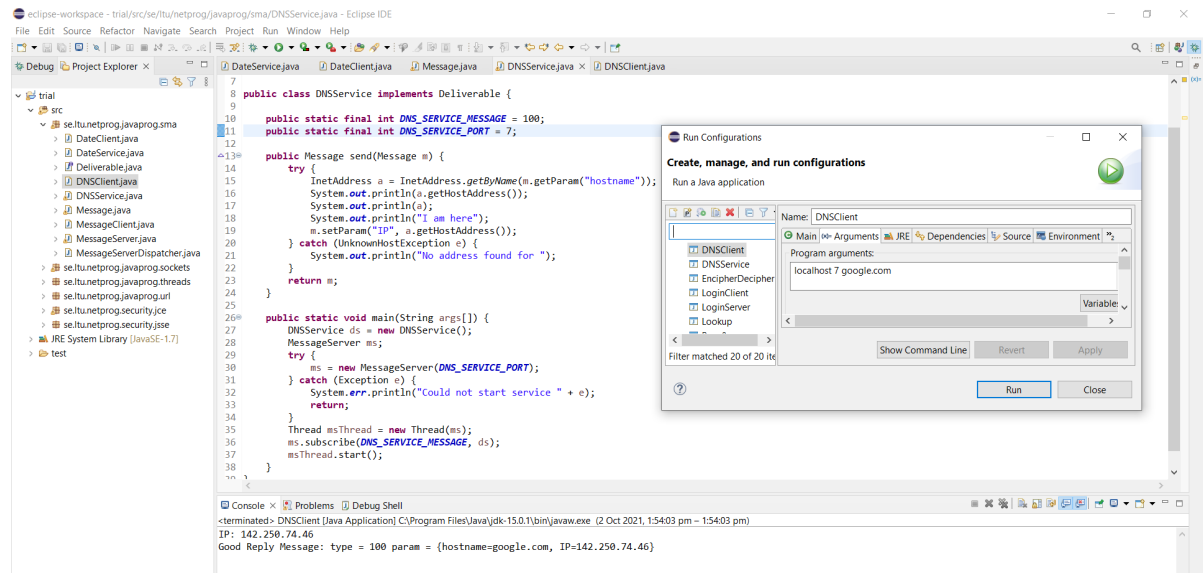 eclipse-workspace - trial/src/se/ltu/netprog/javaprog/sma/DNSService.java - Eclipse IDE
File Edit Source Refactor Navigate Search Project Run Window Help
Debug Project Explorer
DateService.java DateClient.java Message.java DNSService.java DNSClient.java
trial
src
se.ltu.netprog.javaprog.sma
DateClient.java
DateService.java
Deliverable.java
DNSClient.java
DNSService.java
Message.java
MessageClient.java
MessageServer.java
MessageServerDispatcher.java
se.ltu.netprog.javaprog.sockets
se.ltu.netprog.javaprog.threads
se.ltu.netprog.javaprog.url
se.ltu.netprog.security.jce
se.ltu.netprog.security.jsse
JRE System Library [JavaSE-1.7]
test
7
8 public class DNSService implements Deliverable {
9
10 public static final int DNS_SERVICE_MESSAGE = 100;
11 public static final int DNS_SERVICE_PORT = 7;
12
13 public Message send(Message m) {
14 try {
15 InetAddress a = InetAddress.getByName(m.getParam("hostname"));
16 System.out.println(a.getHostAddress());
17 System.out.println(a);
18 System.out.println("I am here");
19 m.setParam("IP", a.getHostAddress());
20 } catch (UnknownHostException e) {
21 System.out.println("No address found for ");
22 }
23 return m;
24 }
25
26 public static void main(String args[]) {
27 DNSService ds = new DNSService();
28 MessageServer ms;
29 try {
30 ms = new MessageServer(DNS_SERVICE_PORT);
31 } catch (Exception e) {
32 System.err.println("Could not start service " + e);
33 return;
34 }
35 Thread msThread = new Thread(ms);
36 ms.subscribe(DNS_SERVICE_MESSAGE, ds);
37 msThread.start();
38 }
39 }
Run Configurations
Create, manage, and run configurations
Run a Java application
Name: DNSClient
Main Arguments JRE Dependencies Source Environment »2
DNSClient
DNSService
EncipherDecipher
LoginClient
LoginServer
Lookup
Filter matched 20 of 20 ite
Program arguments:
localhost 7 google.com
Variable:
Show Command Line Revert Apply
Run Close
Console Problems Debug Shell
<terminated> DNSClient [Java Application] C:\Program Files\Java\jdk-15.0.1\bin\javaw.exe (2 Oct 2021, 1:54:03 pm – 1:54:03 pm)
IP: 142.250.74.46
Good Reply Message: type = 100 param = {hostname=google.com, IP=142.250.74.46}